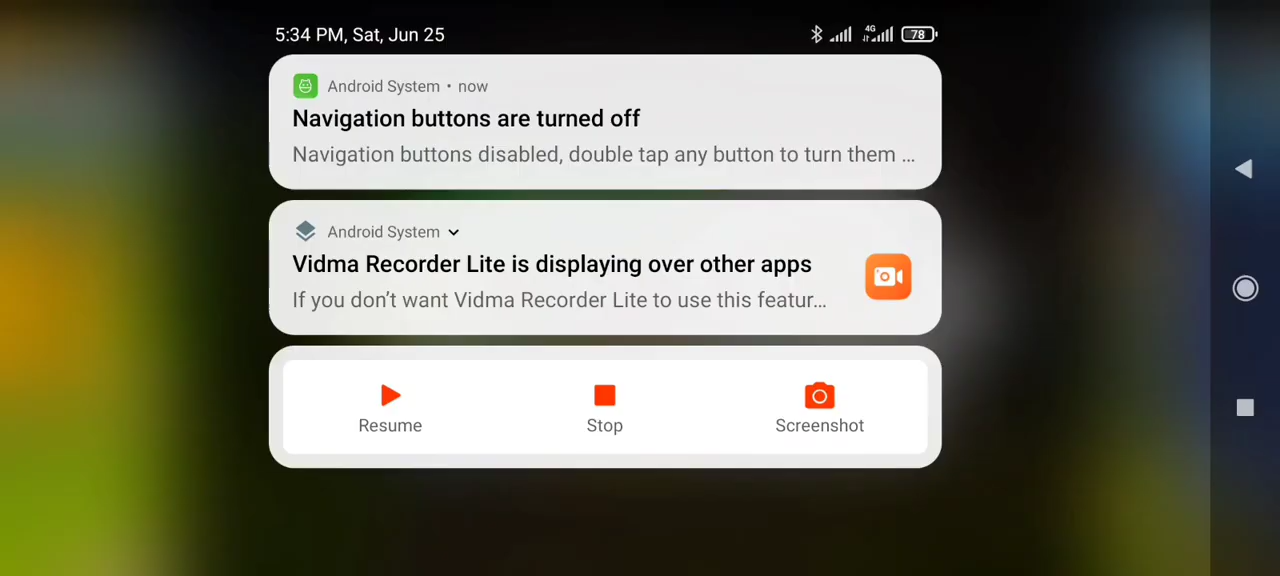 5:34 PM, Sat, Jun 25
4G
78
Android System • now
Navigation buttons are turned off
Navigation buttons disabled, double tap any button to turn them ...
Android System
Vidma Recorder Lite is displaying over other apps
If you don’t want Vidma Recorder Lite to use this featur...
Resume
Stop
Screenshot